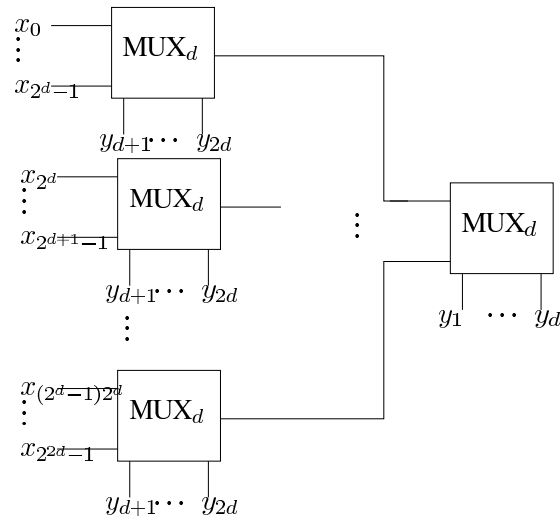 x_0
⋮
x_{2^d-1}
MUX_d
y_{d+1} ⋯ y_{2d}
x_{2^d}
⋮
x_{2^{d+1}-1}
MUX_d
y_{d+1} ⋯ y_{2d}
⋮
⋮
MUX_d
y_1 ⋯ y_d
x_{(2^d-1)2^d}
⋮
x_{2^{2d}-1}
MUX_d
y_{d+1} ⋯ y_{2d}